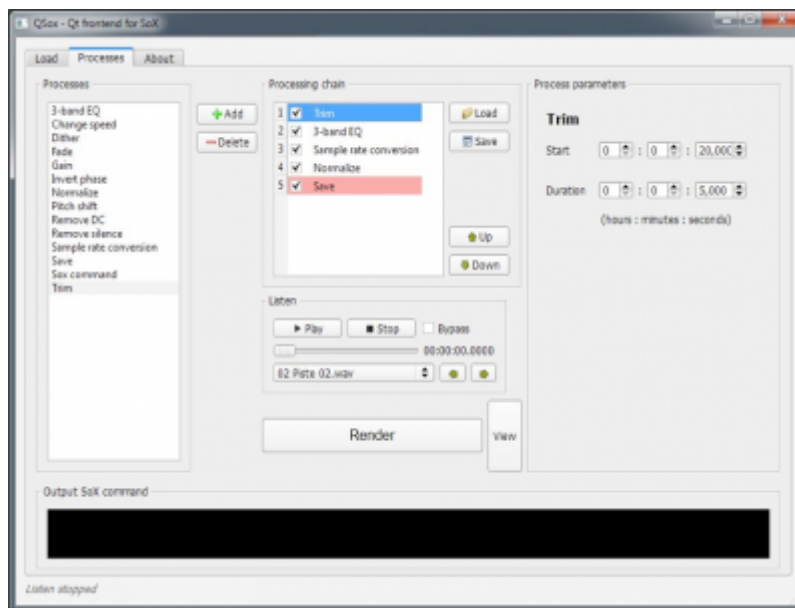 QSox - Qt frontend for SoX
Load Processes About
Processes
3-band EQ
Change speed
Dither
Fade
Gain
Invert phase
Normalize
Pitch shift
Remove DC
Remove silence
Sample rate conversion
Save
Sox command
Trim
Add
Delete
Processing chain
1 Trim
2 3-band EQ
3 Sample rate conversion
4 Normalize
5 Save
Load
Save
Up
Down
Listen
Play Stop Bypass
00:00:00.0000
02 Piste 02.wav
Render
View
Process parameters
Trim
Start 0 : 0 : 20,000
Duration 0 : 0 : 5,000
(hours : minutes : seconds)
Output SoX command
Listen stopped